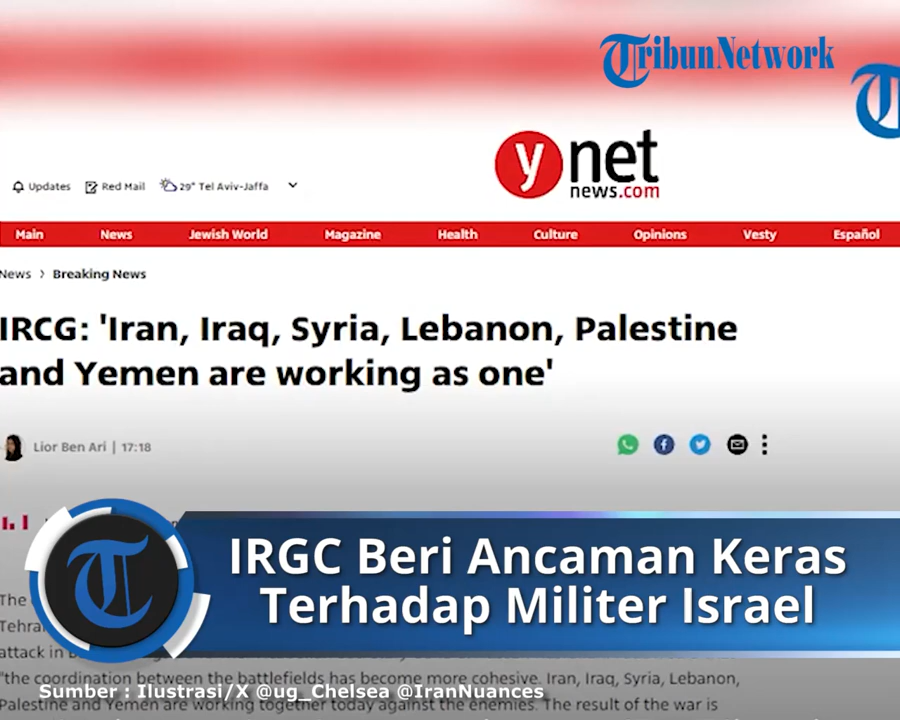 TribunNetwork
ynet
news.com
Updates Red Mail 29° Tel Aviv-Jaffa
Main News Jewish World Magazine Health Culture Opinions Vesty Español
News > Breaking News
IRCG: 'Iran, Iraq, Syria, Lebanon, Palestine
and Yemen are working as one'
Lior Ben Ari | 17:18
IRGC Beri Ancaman Keras
Terhadap Militer Israel
The
attack in
"the coordination between the battlefields has become more cohesive. Iran, Iraq, Syria, Lebanon,
Sumber : Ilustrasi/X @ug_Chelsea @IranNuances
Palestine and Yemen are working together today against the enemies. The result of the war is